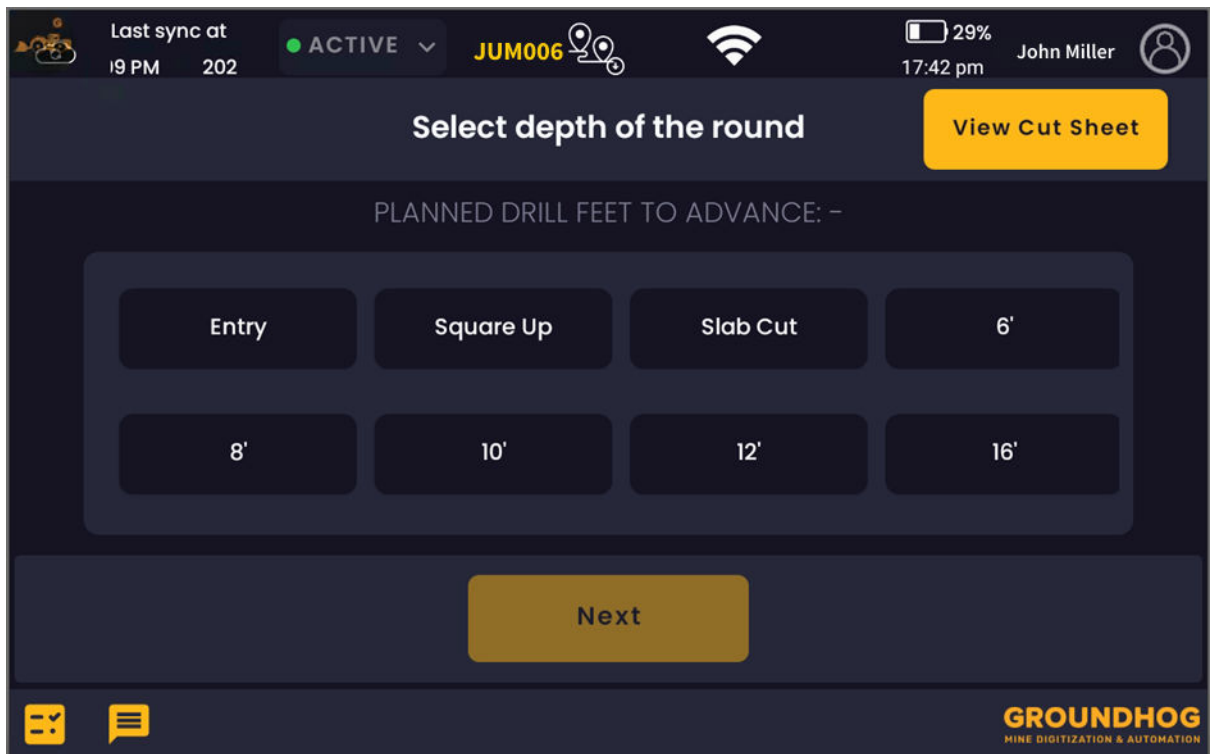 G
Last sync at
09 PM 202
ACTIVE
JUM006
29%
17:42 pm
John Miller
Select depth of the round
View Cut Sheet
PLANNED DRILL FEET TO ADVANCE: -
Entry
Square Up
Slab Cut
6'
8'
10'
12'
16'
Next
GROUNDHOG
MINE DIGITIZATION & AUTOMATION